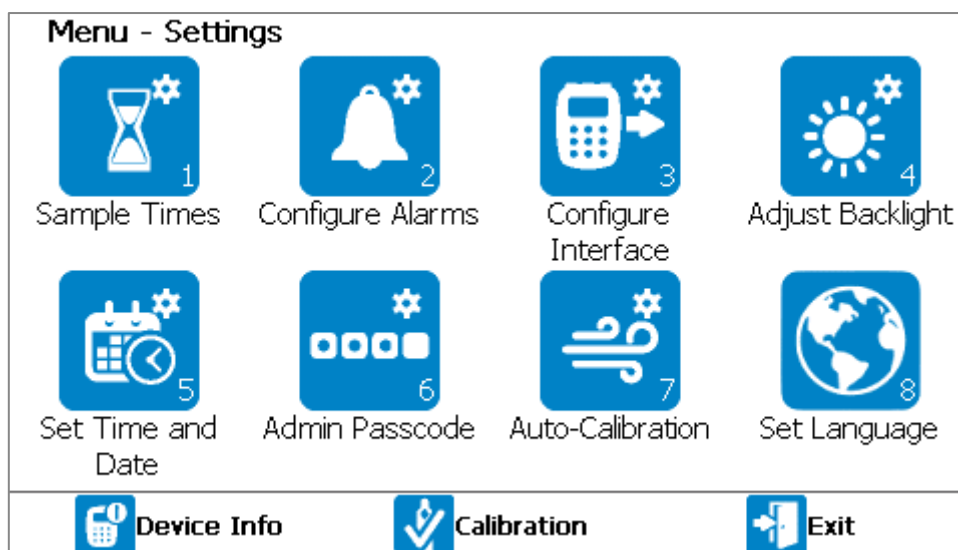 Menu - Settings
1 2 3 4
Sample Times Configure Alarms Configure Adjust Backlight
Interface
5 6 7 8
Set Time and Admin Passcode Auto-Calibration Set Language
Date
Device Info Calibration Exit